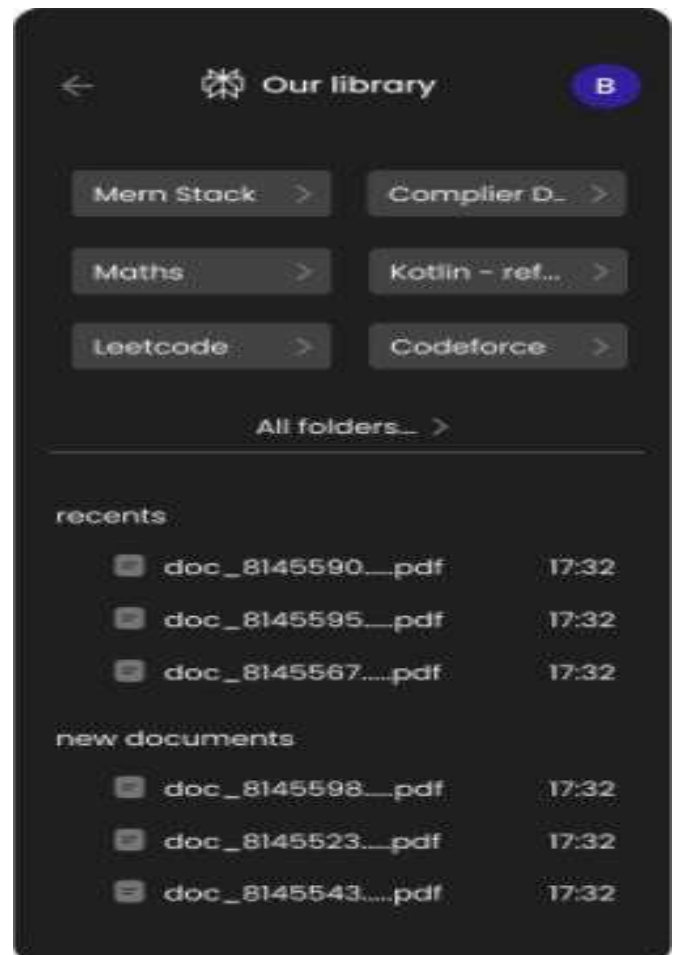 Our library B
Mern Stack > Complier D... >
Maths > Kotlin - ref... >
Leetcode > Codeforce >
All folders... >
recents
doc_8145590.....pdf 17:32
doc_8145595.....pdf 17:32
doc_8145567.....pdf 17:32
new documents
doc_8145598.....pdf 17:32
doc_8145523.....pdf 17:32
doc_8145543.....pdf 17:32